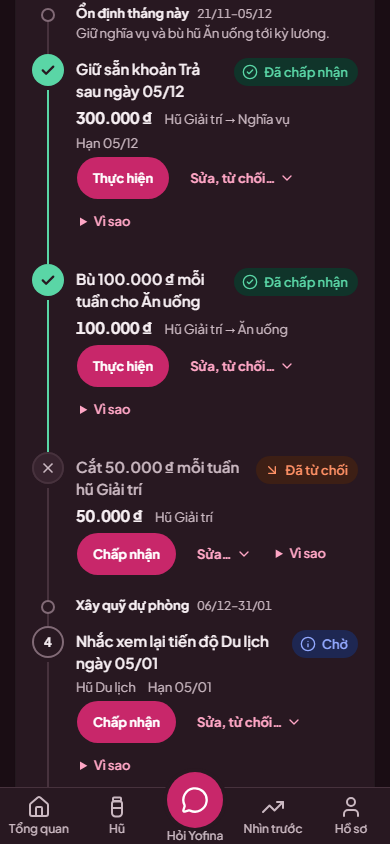 Ổn định tháng này 21/11–05/12
Giữ nghĩa vụ và bù hũ Ăn uống tới kỳ lương.
Giữ sẵn khoản Trả Đã chấp nhận
sau ngày 05/12
300.000 ₫ Hũ Giải trí → Nghĩa vụ
Hạn 05/12
Thực hiện Sửa, từ chối...
Vì sao
Bù 100.000 ₫ mỗi Đã chấp nhận
tuần cho Ăn uống
100.000 ₫ Hũ Giải trí → Ăn uống
Thực hiện Sửa, từ chối...
Vì sao
Cắt 50.000 ₫ mỗi tuần Đã từ chối
hũ Giải trí
50.000 ₫ Hũ Giải trí
Chấp nhận Sửa... Vì sao
Xây quỹ dự phòng 06/12–31/01
4 Nhắc xem lại tiến độ Du lịch Chờ
ngày 05/01
Hũ Du lịch Hạn 05/01
Chấp nhận Sửa, từ chối...
Vì sao
Tổng quan Hũ Hỏi Yofina Nhìn trước Hồ sơ